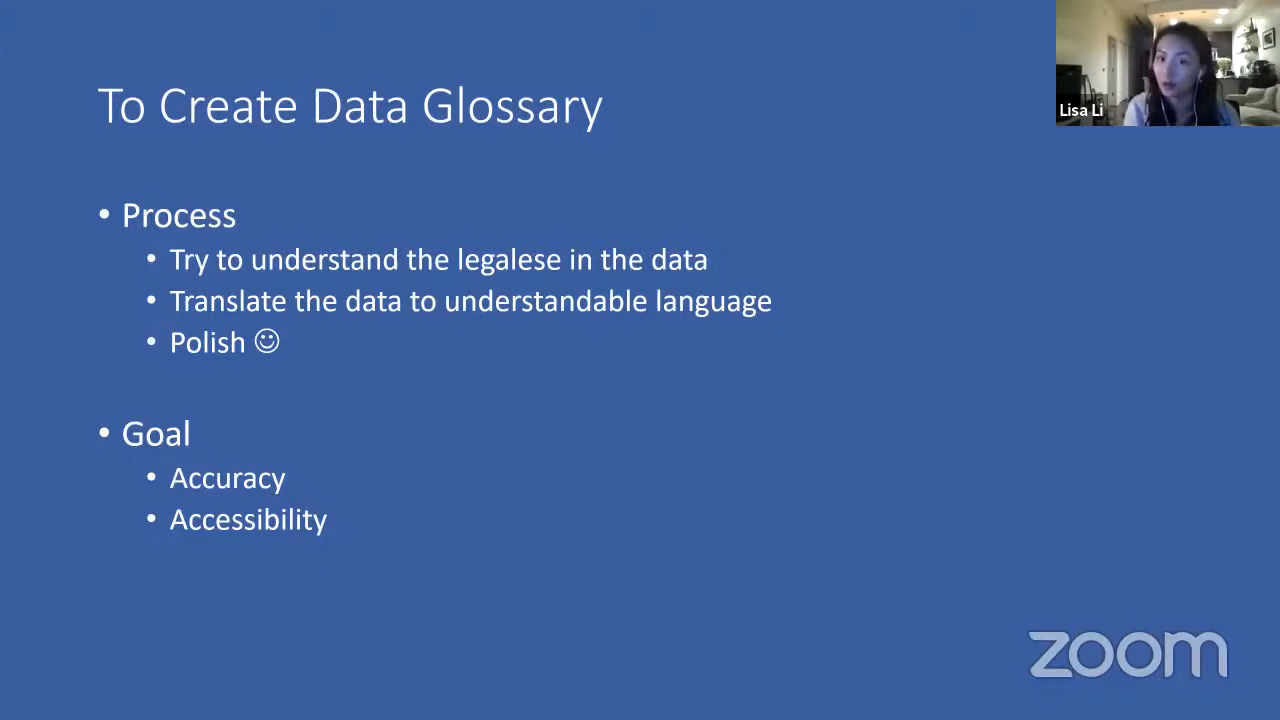 To Create Data Glossary
Lisa Li
• Process
• Try to understand the legalese in the data
• Translate the data to understandable language
• Polish ☺
• Goal
• Accuracy
• Accessibility
zoom